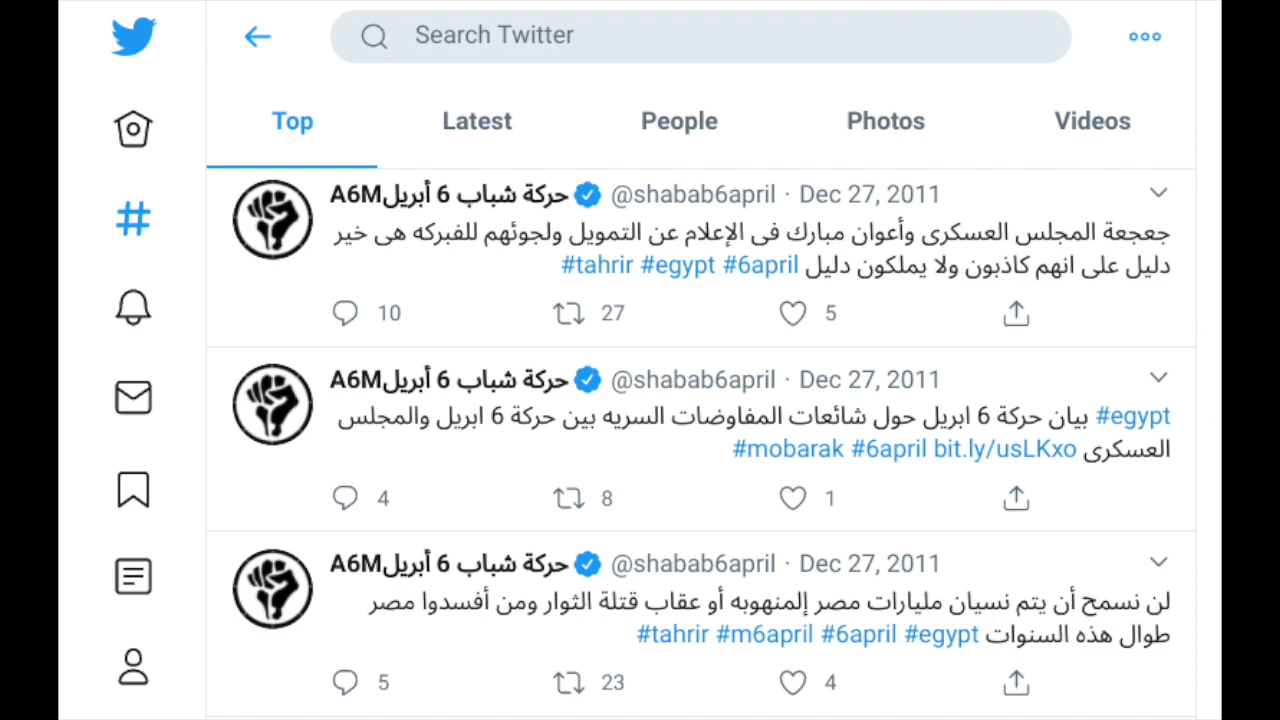 Search Twitter
Top Latest People Photos Videos
حركة شباب 6 أبريلA6M @shabab6april · Dec 27, 2011
جعجعة المجلس العسكرى وأعوان مبارك فى الإعلام عن التمويل ولجوئهم للفبركه هى خير
دليل على انهم كاذبون ولا يملكون دليل #tahrir #egypt #6april
10 27 5
حركة شباب 6 أبريلA6M @shabab6april · Dec 27, 2011
#egypt بيان حركة 6 ابريل حول شائعات المفاوضات السريه بين حركة 6 ابريل والمجلس
العسكرى #mobarak #6april bit.ly/usLKxo
4 8 1
حركة شباب 6 أبريلA6M @shabab6april · Dec 27, 2011
لن نسمح أن يتم نسيان مليارات مصر إلمنهوبه أو عقاب قتلة الثوار ومن أفسدوا مصر
طوال هذه السنوات #tahrir #m6april #6april #egypt
5 23 4